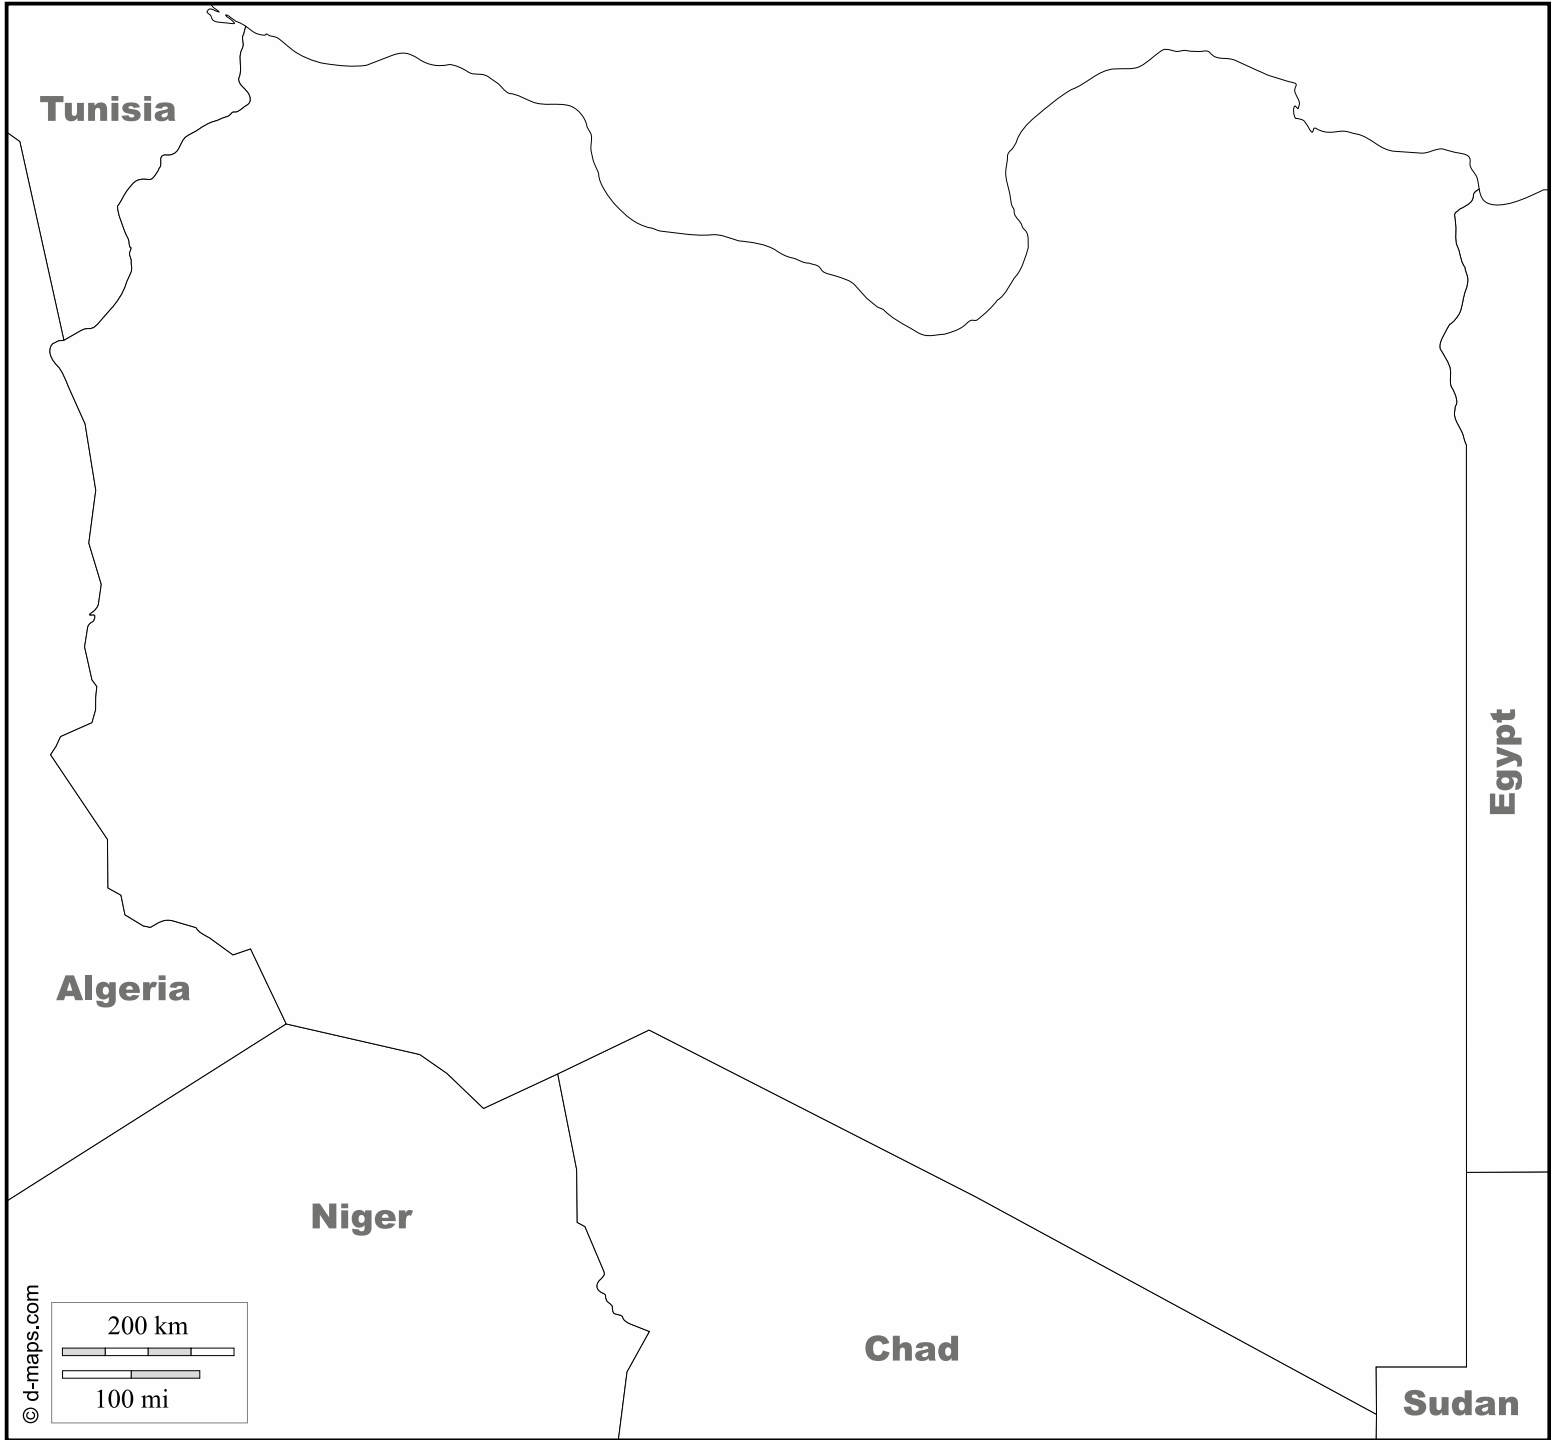 Tunisia
Egypt
Algeria
Niger
Chad
Sudan
200 km
100 mi
© d-maps.com